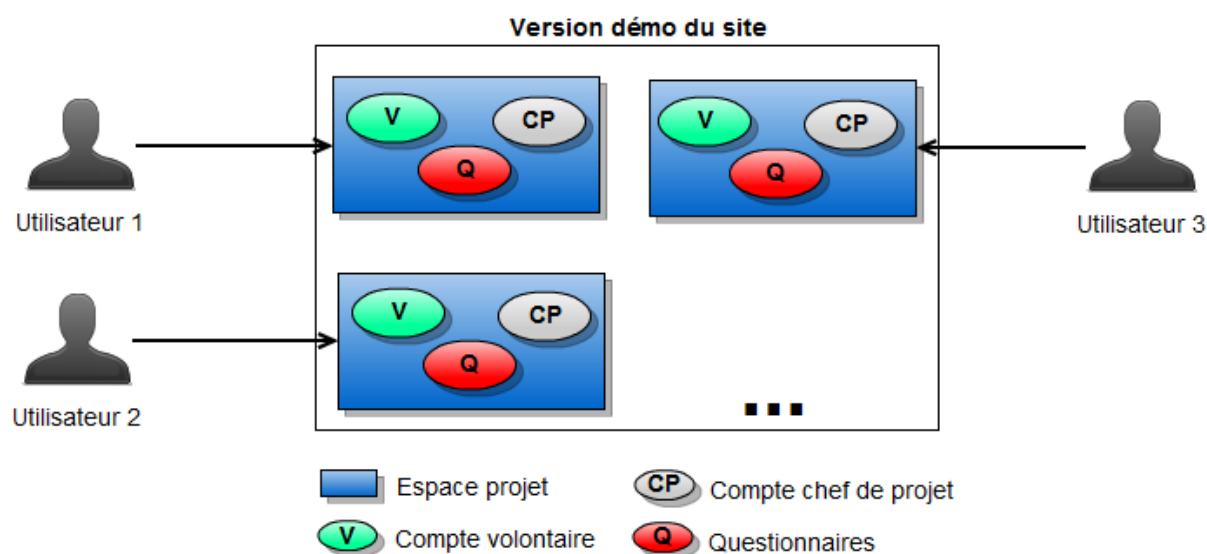 Version démo du site
V
CP
Q
V
CP
Q
Utilisateur 1
Utilisateur 3
V
CP
Q
Utilisateur 2
...
Espace projet
CP Compte chef de projet
V Compte volontaire
Q Questionnaires